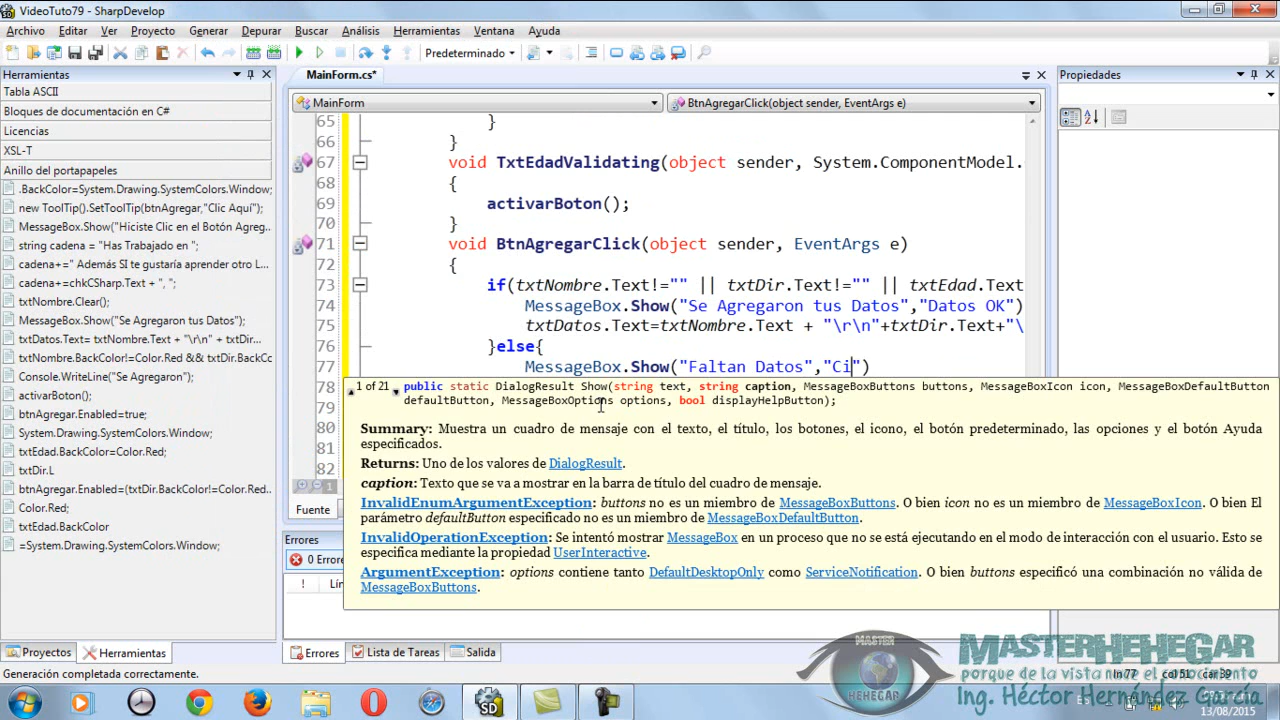 VideoTuto79 - SharpDevelop
Archivo Editar Ver Proyecto Generar Depurar Buscar Análisis Herramientas Ventana Ayuda
Predeterminado
Herramientas
Tabla ASCII
Bloques de documentación en C#
Licencias
XSL-T
Anillo del portapapeles
.BackColor=System.Drawing.SystemColors.Window;
new ToolTip().SetToolTip(btnAgregar,"Clic Aquí");
MessageBox.Show("Hiciste Clic en el Botón Agreg...
string cadena = "Has Trabajado en ";
cadena+=" Además SI te gustaría aprender otro L...
cadena+=chkCSharp.Text + ", ";
txtNombre.Clear();
MessageBox.Show("Se Agregaron tus Datos");
txtDatos.Text= txtNombre.Text + "\r\n" + txtDir.T...
txtNombre.BackColor!=Color.Red && txtDir.BackC...
Console.WriteLine("Agregar");
activarBoton();
btnAgregar.Enabled=true;
System.Drawing.SystemColors.Window;
txtEdad.BackColor=Color.Red;
txtDir.L
btnAgregar.Enabled=(txtDir.BackColor!=Color.Red...
Color.Red;
txtEdad.BackColor
=System.Drawing.SystemColors.Window;
Proyectos Herramientas
MainForm.cs*
MainForm BtnAgregarClick(object sender, EventArgs e)
65 }
66 }
67 void TxtEdadValidating(object sender, System.ComponentModel.
68 {
69 activarBoton();
70 }
71 void BtnAgregarClick(object sender, EventArgs e)
72 {
73 if(txtNombre.Text!="" || txtDir.Text!="" || txtEdad.Text
74 MessageBox.Show("Se Agregaron tus Datos","Datos OK")
75 txtDatos.Text=txtNombre.Text + "\r\n"+txtDir.Text+"\
76 }else{
77 MessageBox.Show("Faltan Datos","Ci")
78
79
80
81
82
1 of 21 public static DialogResult Show(string text, string caption, MessageBoxButtons buttons, MessageBoxIcon icon, MessageBoxDefaultButton
defaultButton, MessageBoxOptions options, bool displayHelpButton);
Summary: Muestra un cuadro de mensaje con el texto, el título, los botones, el icono, el botón predeterminado, las opciones y el botón Ayuda
especificados.
Returns: Uno de los valores de DialogResult.
caption: Texto que se va a mostrar en la barra de título del cuadro de mensaje.
InvalidEnumArgumentException: buttons no es un miembro de MessageBoxButtons. O bien icon no es un miembro de MessageBoxIcon. O bien El
parámetro defaultButton especificado no es un miembro de MessageBoxDefaultButton.
InvalidOperationException: Se intentó mostrar MessageBox en un proceso que no se está ejecutando en el modo de interacción con el usuario. Esto se
especifica mediante la propiedad UserInteractive.
ArgumentException: options contiene tanto DefaultDesktopOnly como ServiceNotification. O bien buttons especificó una combinación no válida de
MessageBoxButtons.
Fuente
Errores
0 Errore
! Lín
Errores Lista de Tareas Salida
Propiedades
Generación completada correctamente.
ln 77 col 51 car 39
MASTER
HEHEGAR
MASTERHEHEGAR
porque de la vista nace el conocimiento
Ing. Héctor Hernández García
SD
ES
13/08/2015